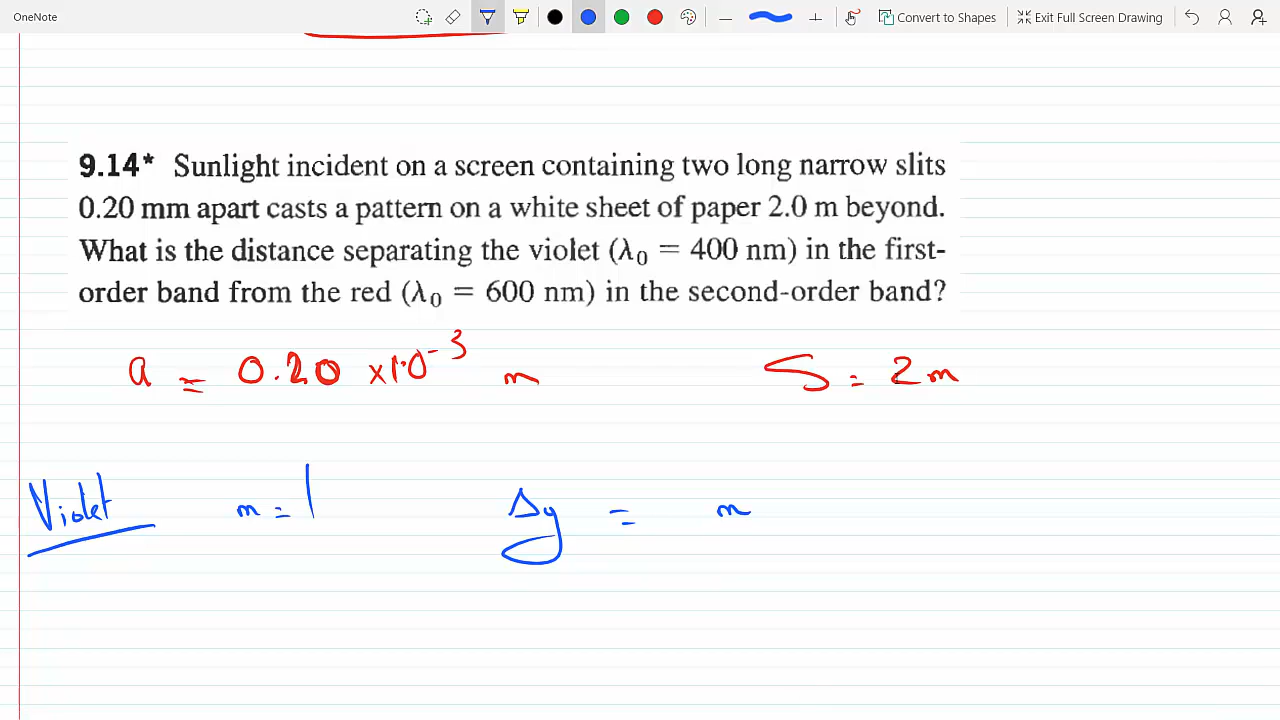 OneNote
Convert to Shapes
Exit Full Screen Drawing
9.14* Sunlight incident on a screen containing two long narrow slits
0.20 mm apart casts a pattern on a white sheet of paper 2.0 m beyond.
What is the distance separating the violet (λ₀ = 400 nm) in the first-
order band from the red (λ₀ = 600 nm) in the second-order band?
a = 0.20 ×10⁻³ m S = 2m
Violet m = 1 Δy = m